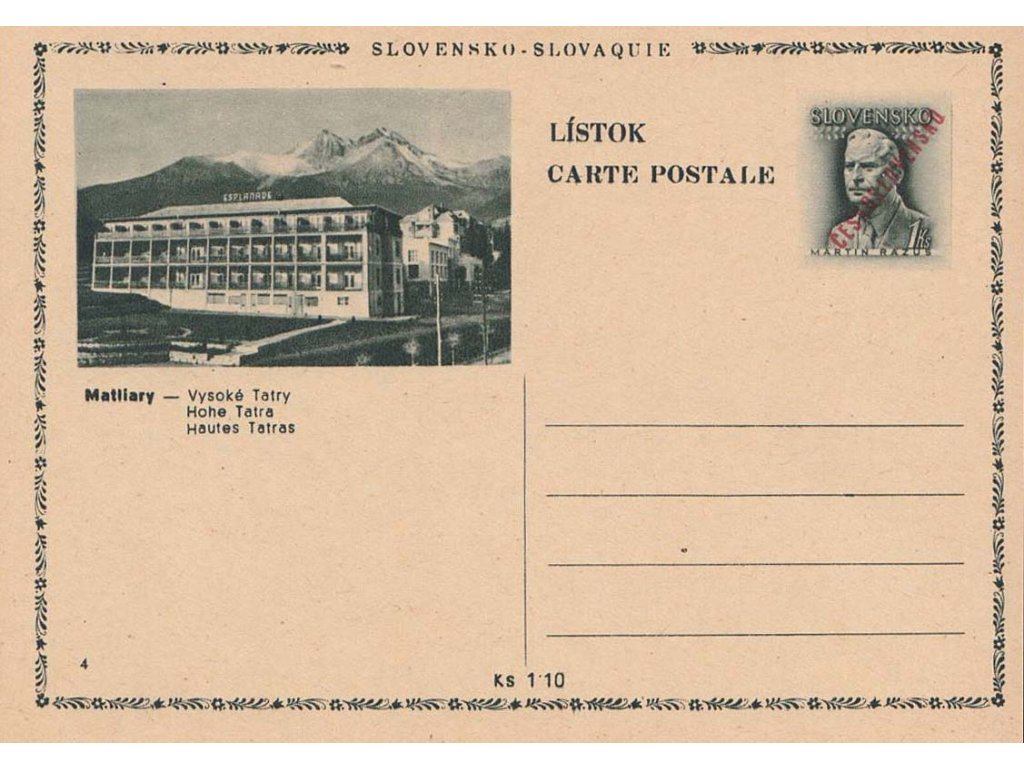 SLOVENSKO-SLOVAQUIE
ESPLANADE
LÍSTOK
CARTE POSTALE
SLOVENSKO
ČESKOSLOVENSKO
1Ks
MARTIN RÁZUS
Matliary — Vysoké Tatry
Hohe Tatra
Hautes Tatras
4
Ks 1˙10